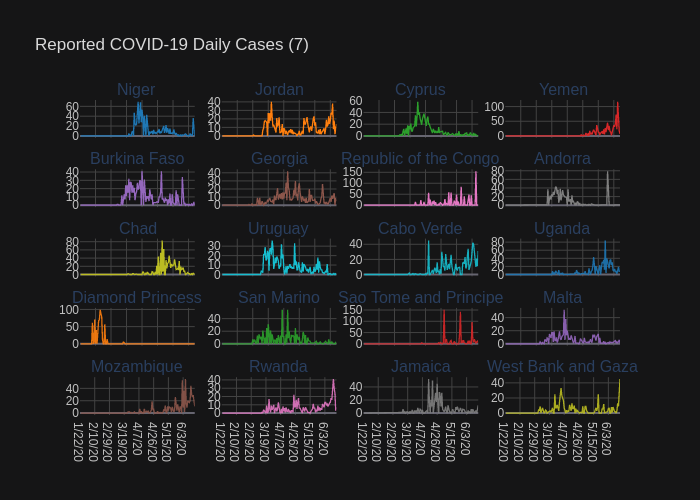 Reported COVID-19 Daily Cases (7)
Niger Jordan Cyprus Yemen
60 40 20 0 40 30 20 10 0 60 40 20 0 100 50 0
Burkina Faso Georgia Republic of the Congo Andorra
40 30 20 10 0 40 20 0 150 100 50 0 80 60 40 20 0
Chad Uruguay Cabo Verde Uganda
80 60 40 20 0 30 20 10 0 40 20 0 80 60 40 20 0
Diamond Princess San Marino Sao Tome and Principe Malta
100 50 0 40 20 0 150 100 50 0 40 20 0
Mozambique Rwanda Jamaica West Bank and Gaza
40 20 0 40 30 20 10 0 40 20 0 40 20 0
1/22/20 2/10/20 2/29/20 3/19/20 4/7/20 4/26/20 5/15/20 6/3/20 1/22/20 2/10/20 2/29/20 3/19/20 4/7/20 4/26/20 5/15/20 6/3/20 1/22/20 2/10/20 2/29/20 3/19/20 4/7/20 4/26/20 5/15/20 6/3/20 1/22/20 2/10/20 2/29/20 3/19/20 4/7/20 4/26/20 5/15/20 6/3/20